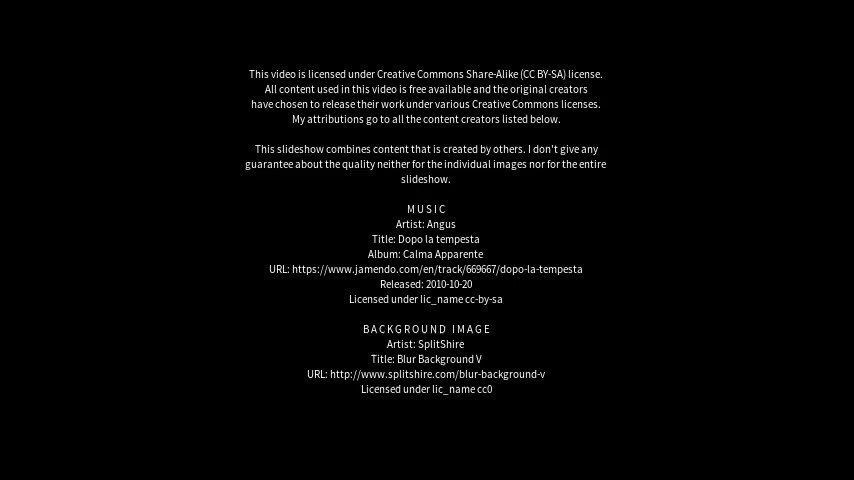 This video is licensed under Creative Commons Share-Alike (CC BY-SA) license.
All content used in this video is free available and the original creators
have chosen to release their work under various Creative Commons licenses.
My attributions go to all the content creators listed below.
This slideshow combines content that is created by others. I don't give any
guarantee about the quality neither for the individual images nor for the entire
slideshow.
MUSIC
Artist: Angus
Title: Dopo la tempesta
Album: Calma Apparente
URL: https://www.jamendo.com/en/track/669667/dopo-la-tempesta
Released: 2010-10-20
Licensed under lic_name cc-by-sa
BACKGROUND IMAGE
Artist: SplitShire
Title: Blur Background V
URL: http://www.splitshire.com/blur-background-v
Licensed under lic_name cc0